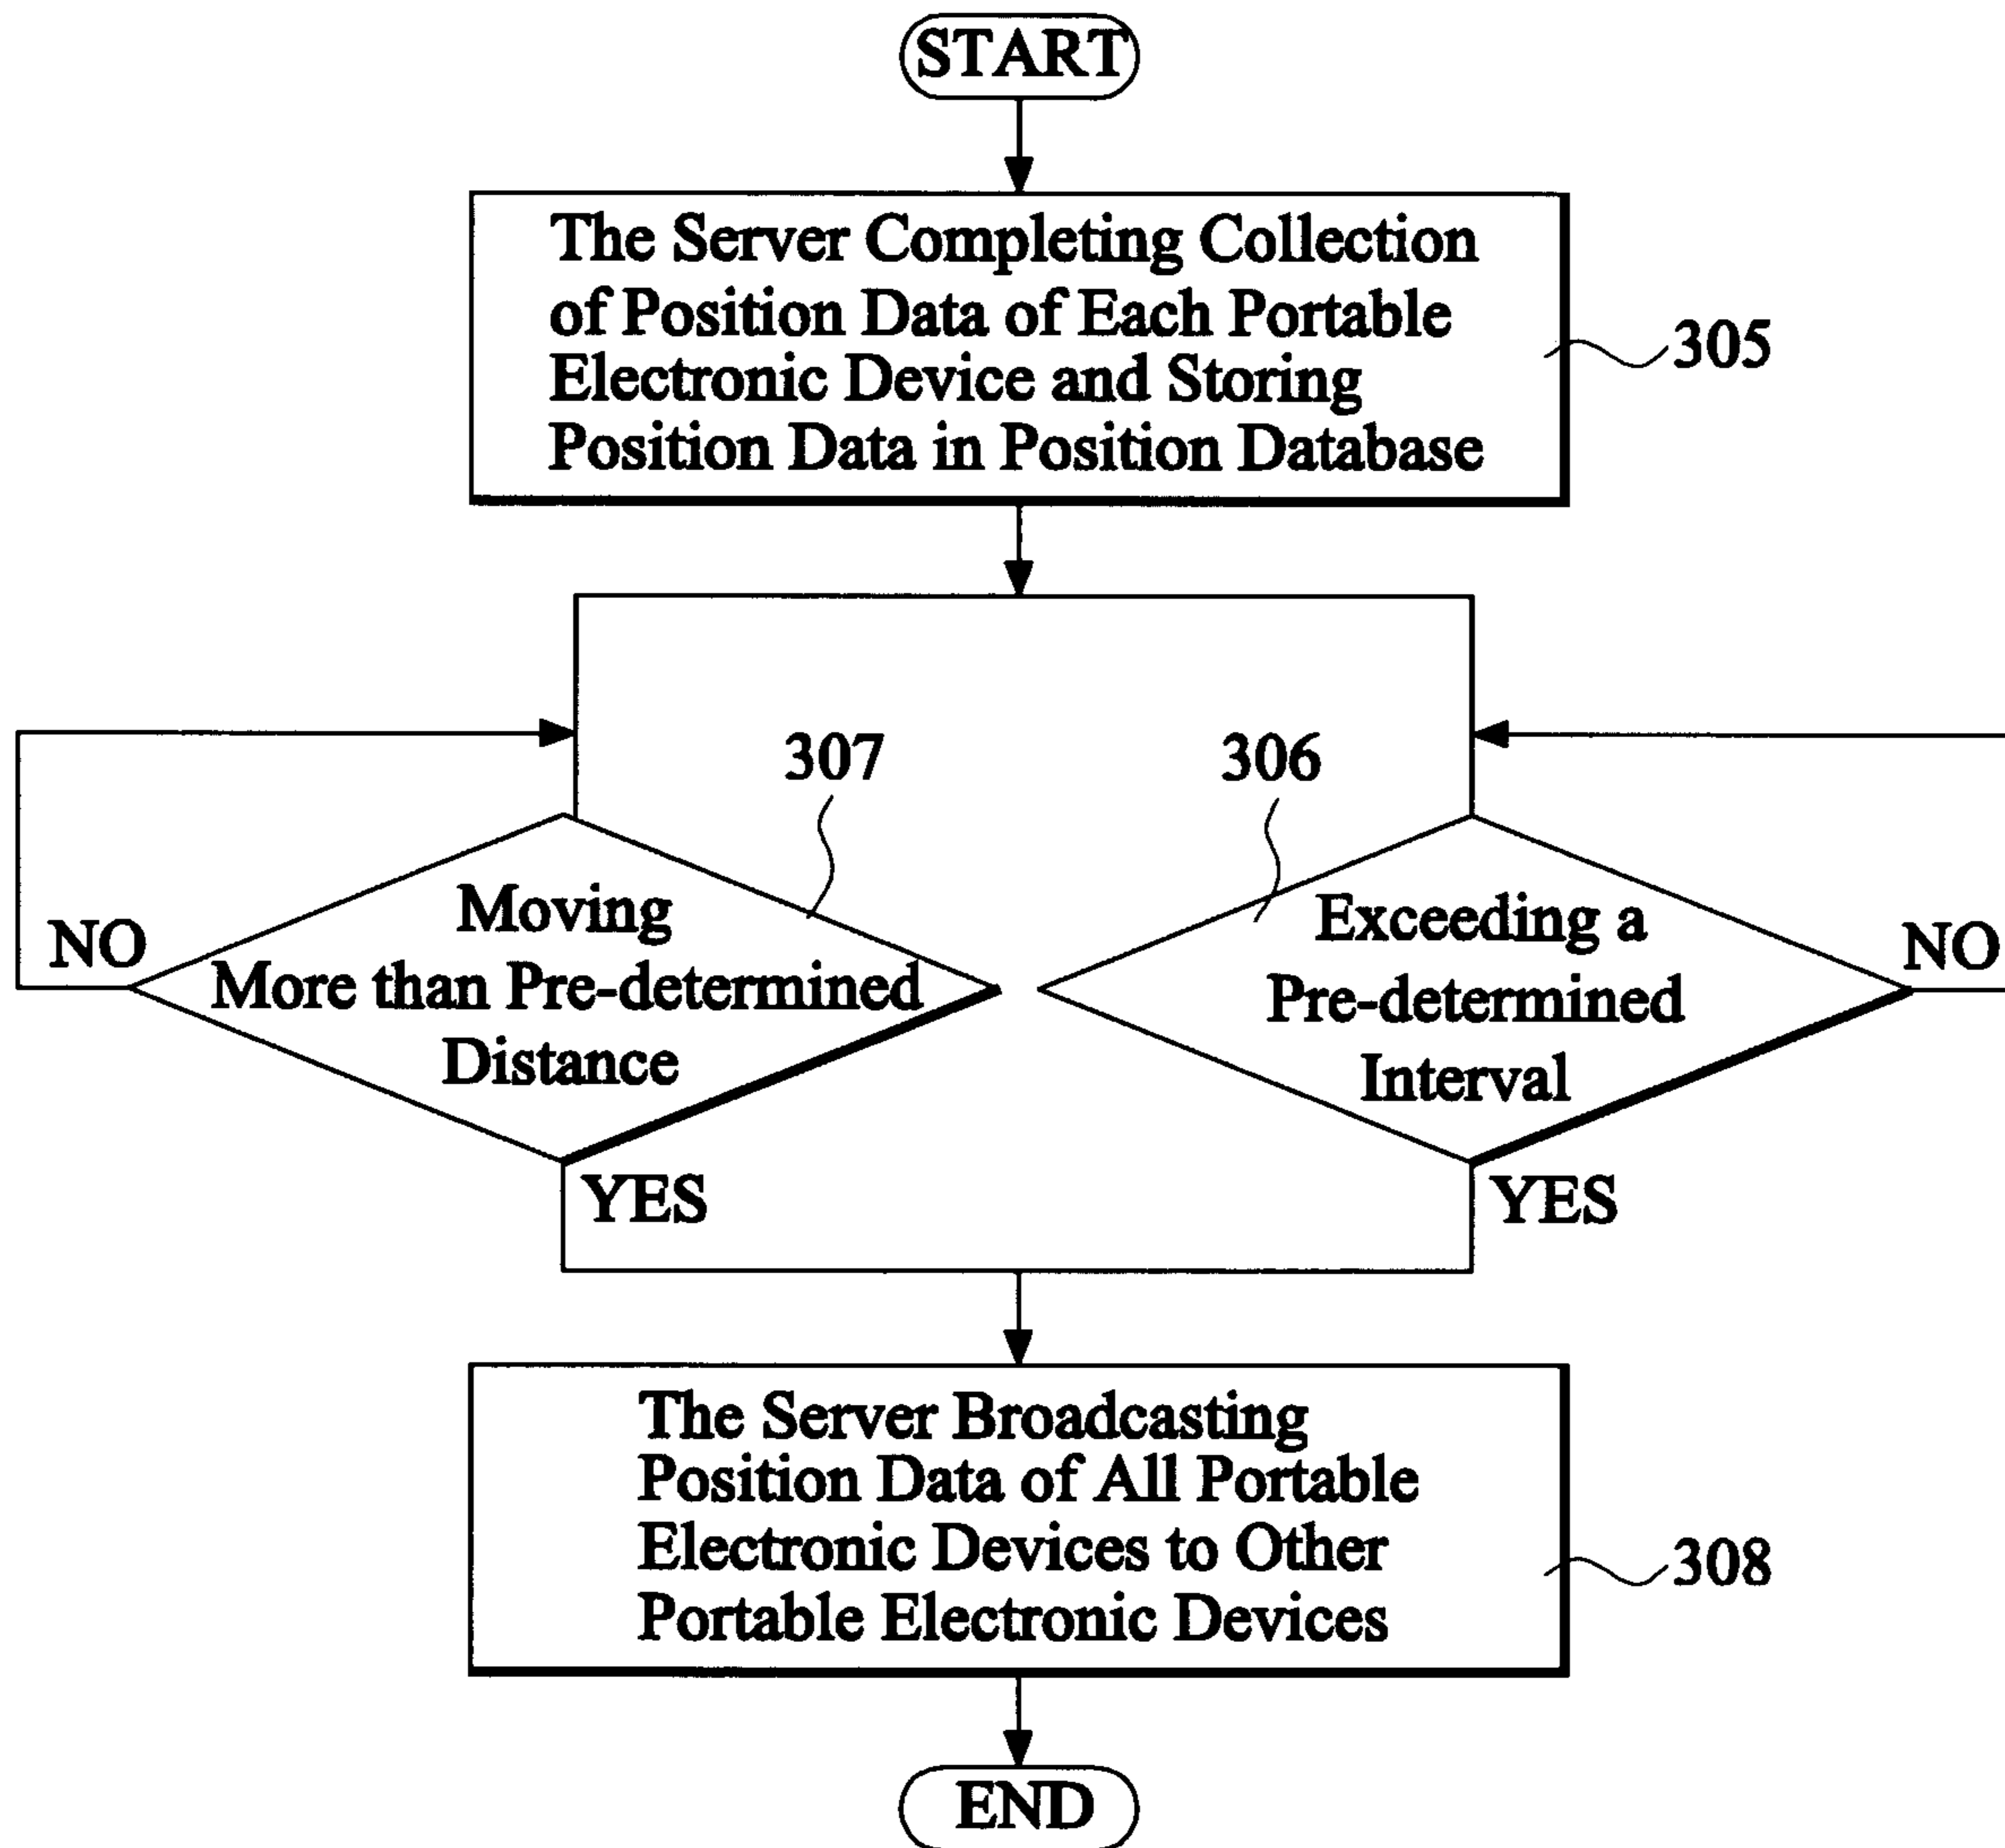 START
The Server Completing Collection
of Position Data of Each Portable
Electronic Device and Storing
Position Data in Position Database
305
307
306
Moving
More than Pre-determined
Distance
NO
Exceeding a
Pre-determined
Interval
NO
YES
YES
The Server Broadcasting
Position Data of All Portable
Electronic Devices to Other
Portable Electronic Devices
308
END